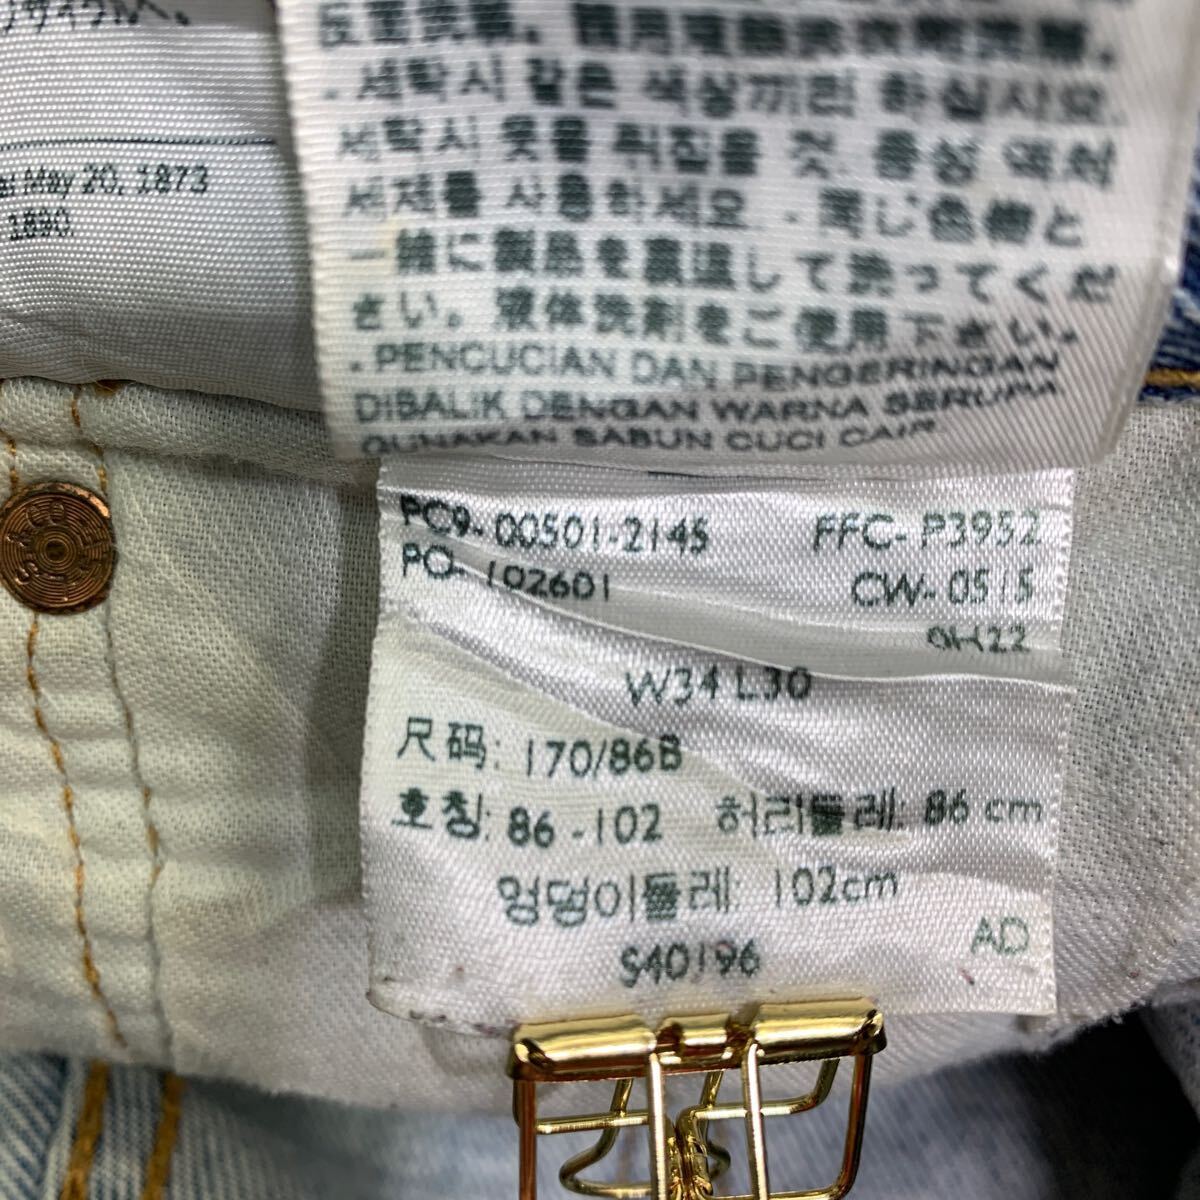 May 20, 1873
1890.
. 세탁시 같은 색상끼리 하십시요.
세탁시 옷을 뒤집을 것. 중성 액체
세제를 사용하세요 . 同じ色物と
一緒に製品を裏返して洗ってくだ
さい。液体洗剤をご使用下さい。
. PENCUCIAN DAN PENGERINGAN
DIBALIK DENGAN WARNA SERUPA
GUNAKAN SABUN CUCI CAIR
PC9- 00501-2145 FFC- P3952
PO- 102601 CW- 0515
W34 L30
尺码: 170/86B
호칭: 86 -102 허리둘레: 86 cm
엉덩이둘레: 102cm
S40196 AD